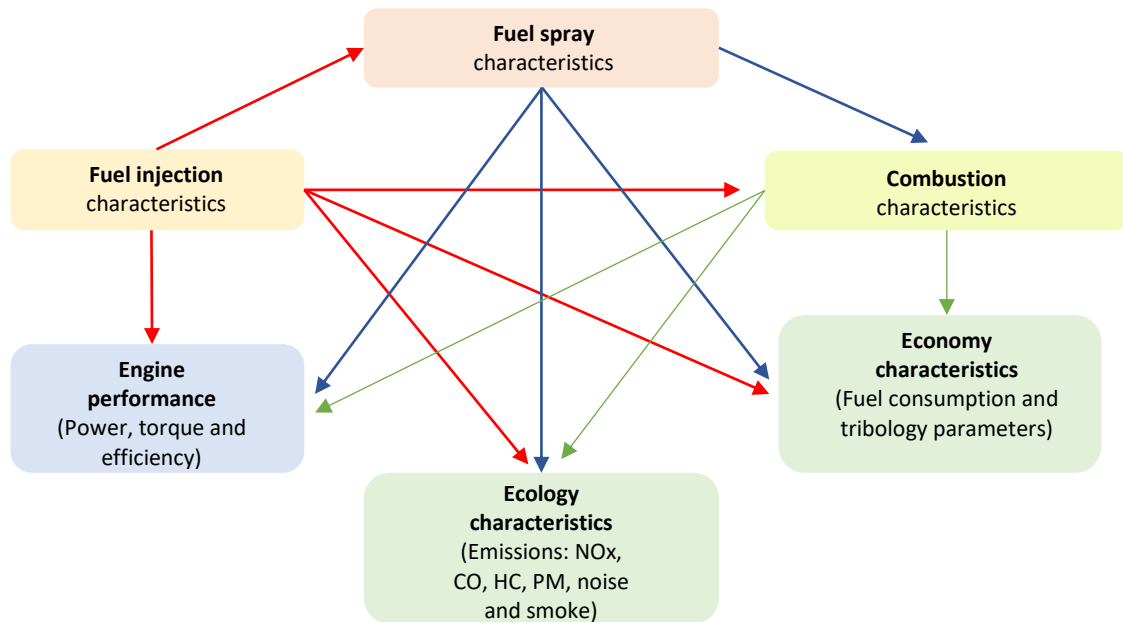 Fuel spray
characteristics
Fuel injection
characteristics
Combustion
characteristics
Engine
performance
(Power, torque and
efficiency)
Economy
characteristics
(Fuel consumption and
tribology parameters)
Ecology
characteristics
(Emissions: NOx,
CO, HC, PM, noise
and smoke)